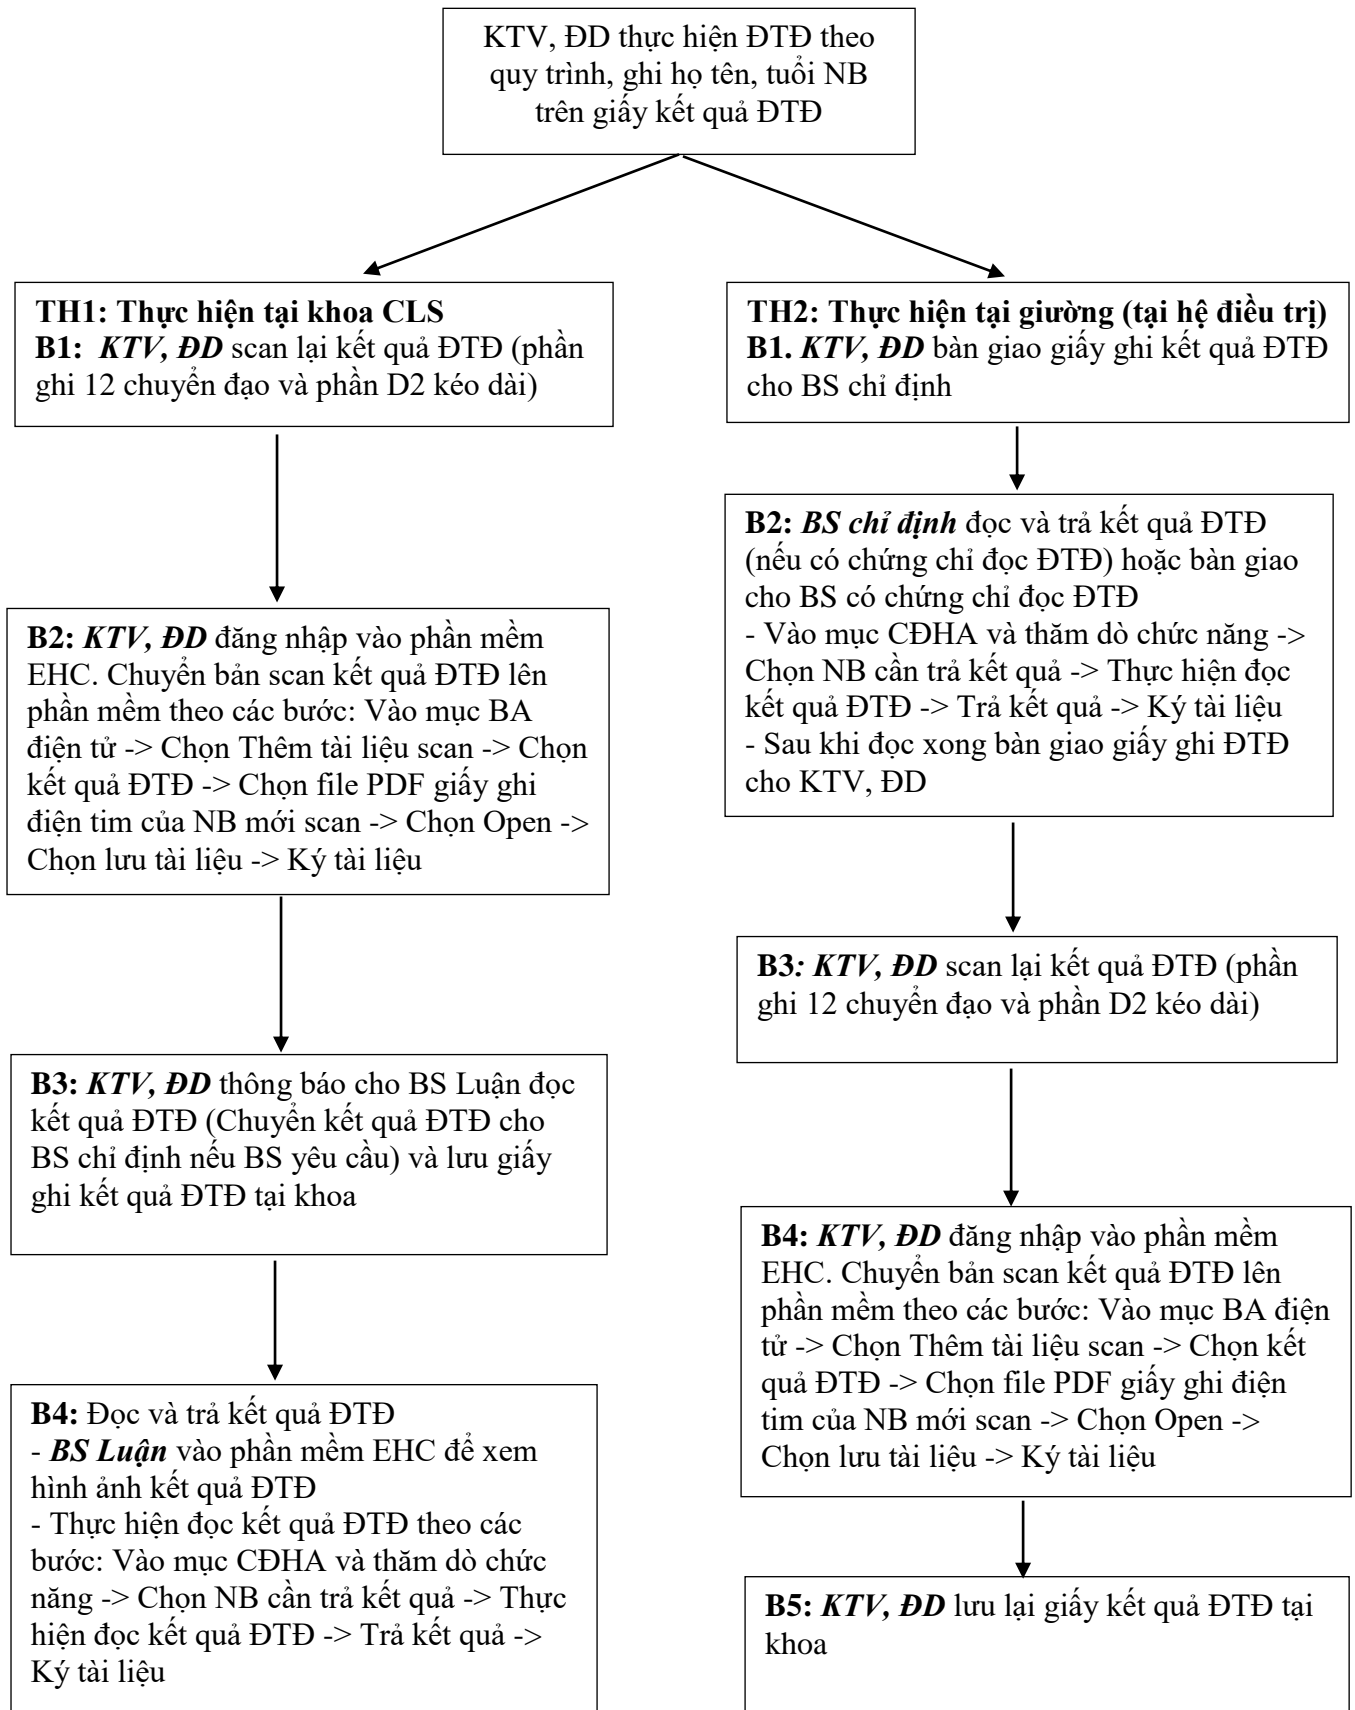 KTV, ĐD thực hiện ĐTĐ theo
quy trình, ghi họ tên, tuổi NB
trên giấy kết quả ĐTĐ
TH1: Thực hiện tại khoa CLS
B1: KTV, ĐD scan lại kết quả ĐTĐ (phần
ghi 12 chuyển đạo và phần D2 kéo dài)
B2: KTV, ĐD đăng nhập vào phần mềm
EHC. Chuyển bản scan kết quả ĐTĐ lên
phần mềm theo các bước: Vào mục BA
điện tử -> Chọn Thêm tài liệu scan -> Chọn
kết quả ĐTĐ -> Chọn file PDF giấy ghi
điện tim của NB mới scan -> Chọn Open ->
Chọn lưu tài liệu -> Ký tài liệu
B3: KTV, ĐD thông báo cho BS Luận đọc
kết quả ĐTĐ (Chuyển kết quả ĐTĐ cho
BS chỉ định nếu BS yêu cầu) và lưu giấy
ghi kết quả ĐTĐ tại khoa
B4: Đọc và trả kết quả ĐTĐ
- BS Luận vào phần mềm EHC để xem
hình ảnh kết quả ĐTĐ
- Thực hiện đọc kết quả ĐTĐ theo các
bước: Vào mục CĐHA và thăm dò chức
năng -> Chọn NB cần trả kết quả -> Thực
hiện đọc kết quả ĐTĐ -> Trả kết quả ->
Ký tài liệu
TH2: Thực hiện tại giường (tại hệ điều trị)
B1. KTV, ĐD bàn giao giấy ghi kết quả ĐTĐ
cho BS chỉ định
B2: BS chỉ định đọc và trả kết quả ĐTĐ
(nếu có chứng chỉ đọc ĐTĐ) hoặc bàn giao
cho BS có chứng chỉ đọc ĐTĐ
- Vào mục CĐHA và thăm dò chức năng ->
Chọn NB cần trả kết quả -> Thực hiện đọc
kết quả ĐTĐ -> Trả kết quả -> Ký tài liệu
- Sau khi đọc xong bàn giao giấy ghi ĐTĐ
cho KTV, ĐD
B3: KTV, ĐD scan lại kết quả ĐTĐ (phần
ghi 12 chuyển đạo và phần D2 kéo dài)
B4: KTV, ĐD đăng nhập vào phần mềm
EHC. Chuyển bản scan kết quả ĐTĐ lên
phần mềm theo các bước: Vào mục BA điện
tử -> Chọn Thêm tài liệu scan -> Chọn kết
quả ĐTĐ -> Chọn file PDF giấy ghi điện
tim của NB mới scan -> Chọn Open ->
Chọn lưu tài liệu -> Ký tài liệu
B5: KTV, ĐD lưu lại giấy kết quả ĐTĐ tại
khoa